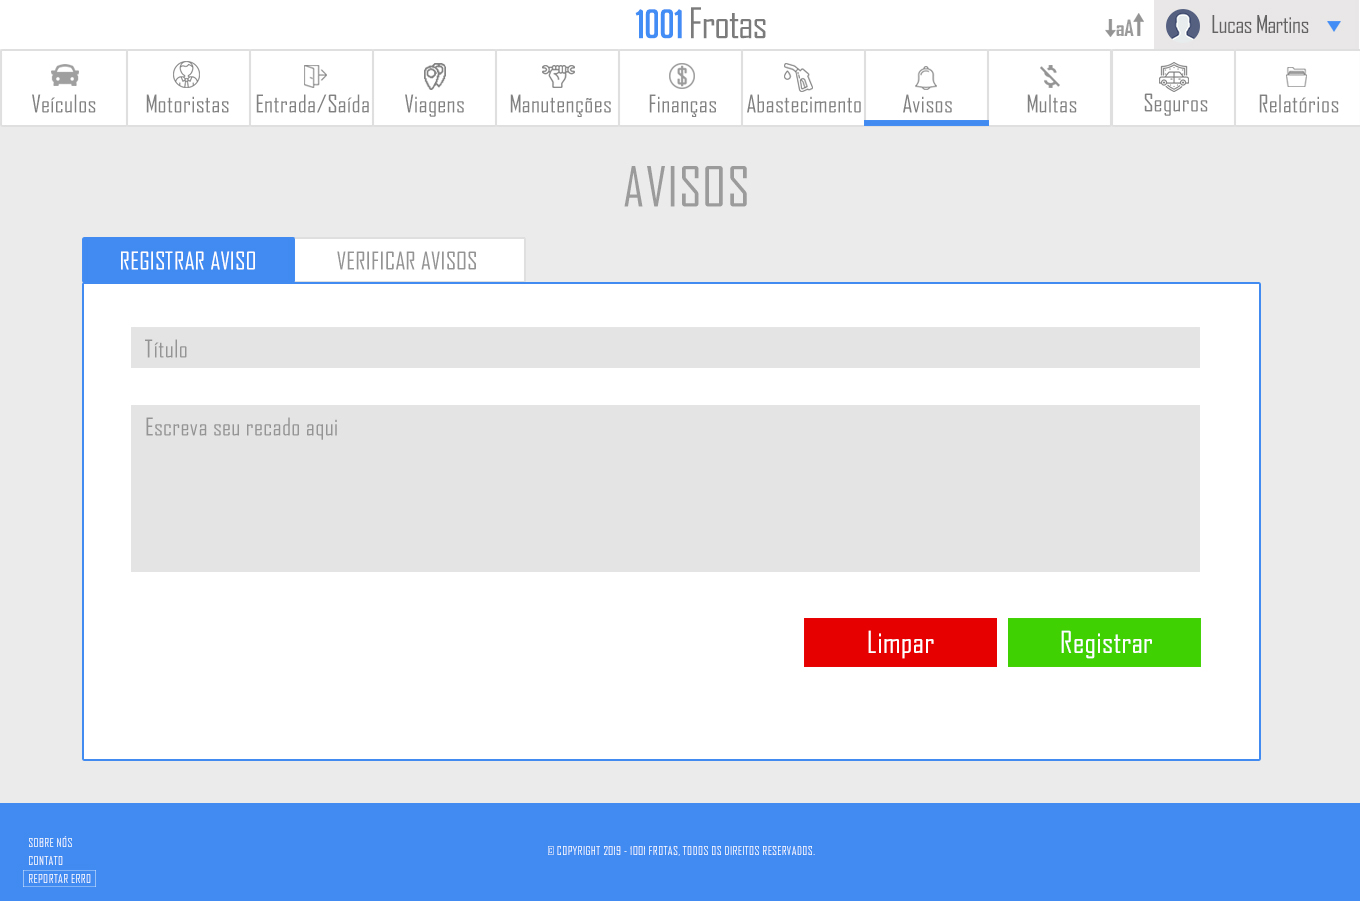 1001 Frotas
aA
Lucas Martins
Veículos
Motoristas
Entrada/Saída
Viagens
Manutenções
Finanças
Abastecimento
Avisos
Multas
Seguros
Relatórios
AVISOS
REGISTRAR AVISO
VERIFICAR AVISOS
Título
Escreva seu recado aqui
Limpar
Registrar
SOBRE NÓS
CONTATO
REPORTAR ERRO
© COPYRIGHT 2019 - 1001 FROTAS, TODOS OS DIREITOS RESERVADOS.